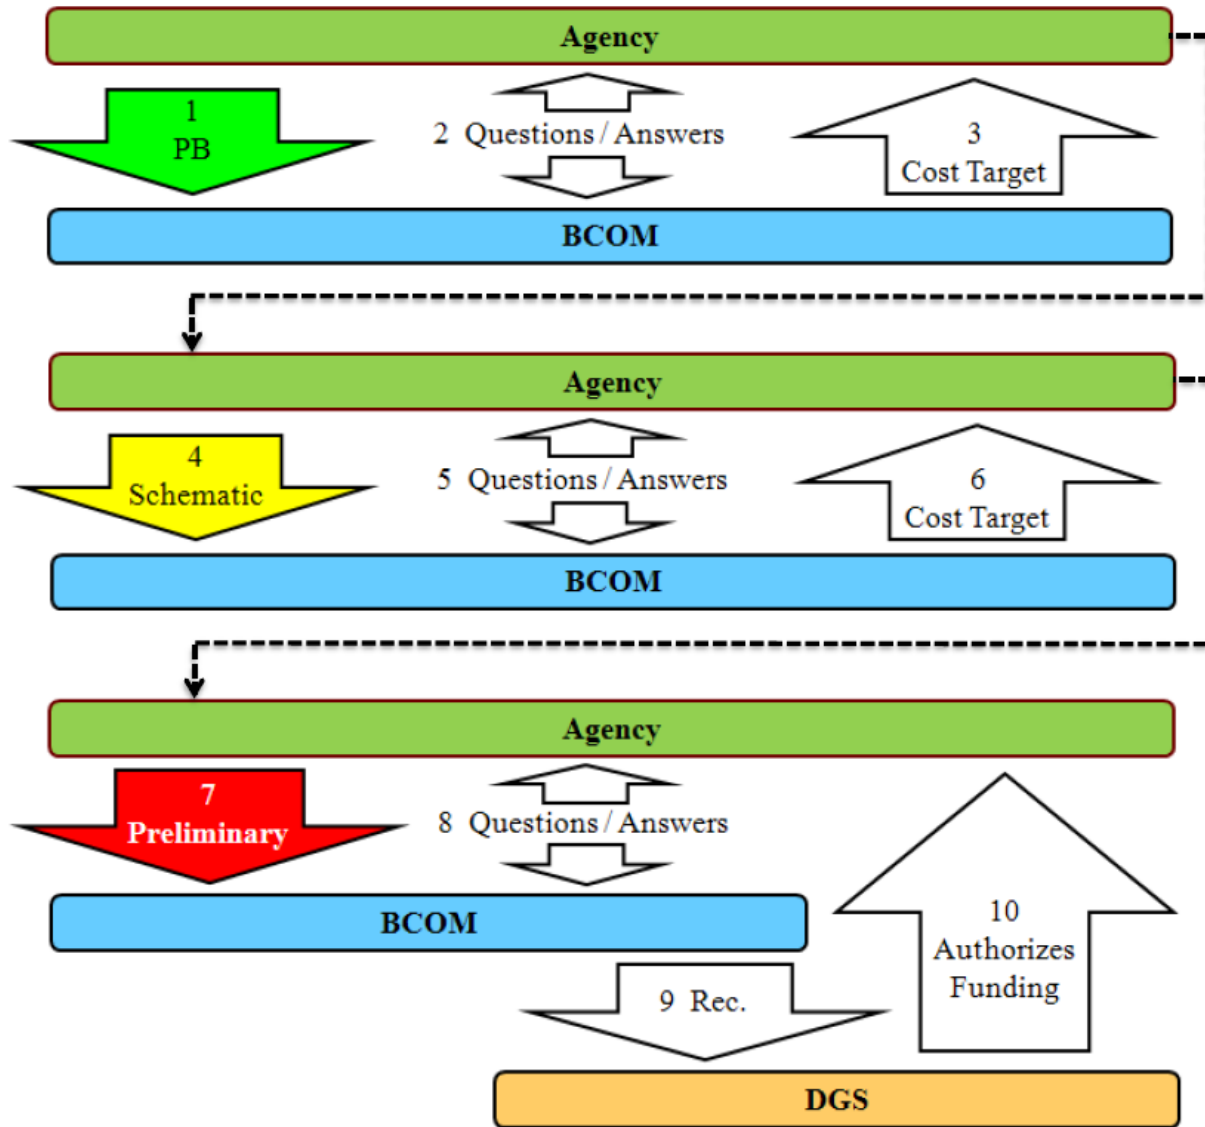 Agency
1
PB
2 Questions / Answers
3
Cost Target
BCOM
Agency
4
Schematic
5 Questions / Answers
6
Cost Target
BCOM
Agency
7
Preliminary
8 Questions / Answers
BCOM
9 Rec.
10
Authorizes
Funding
DGS